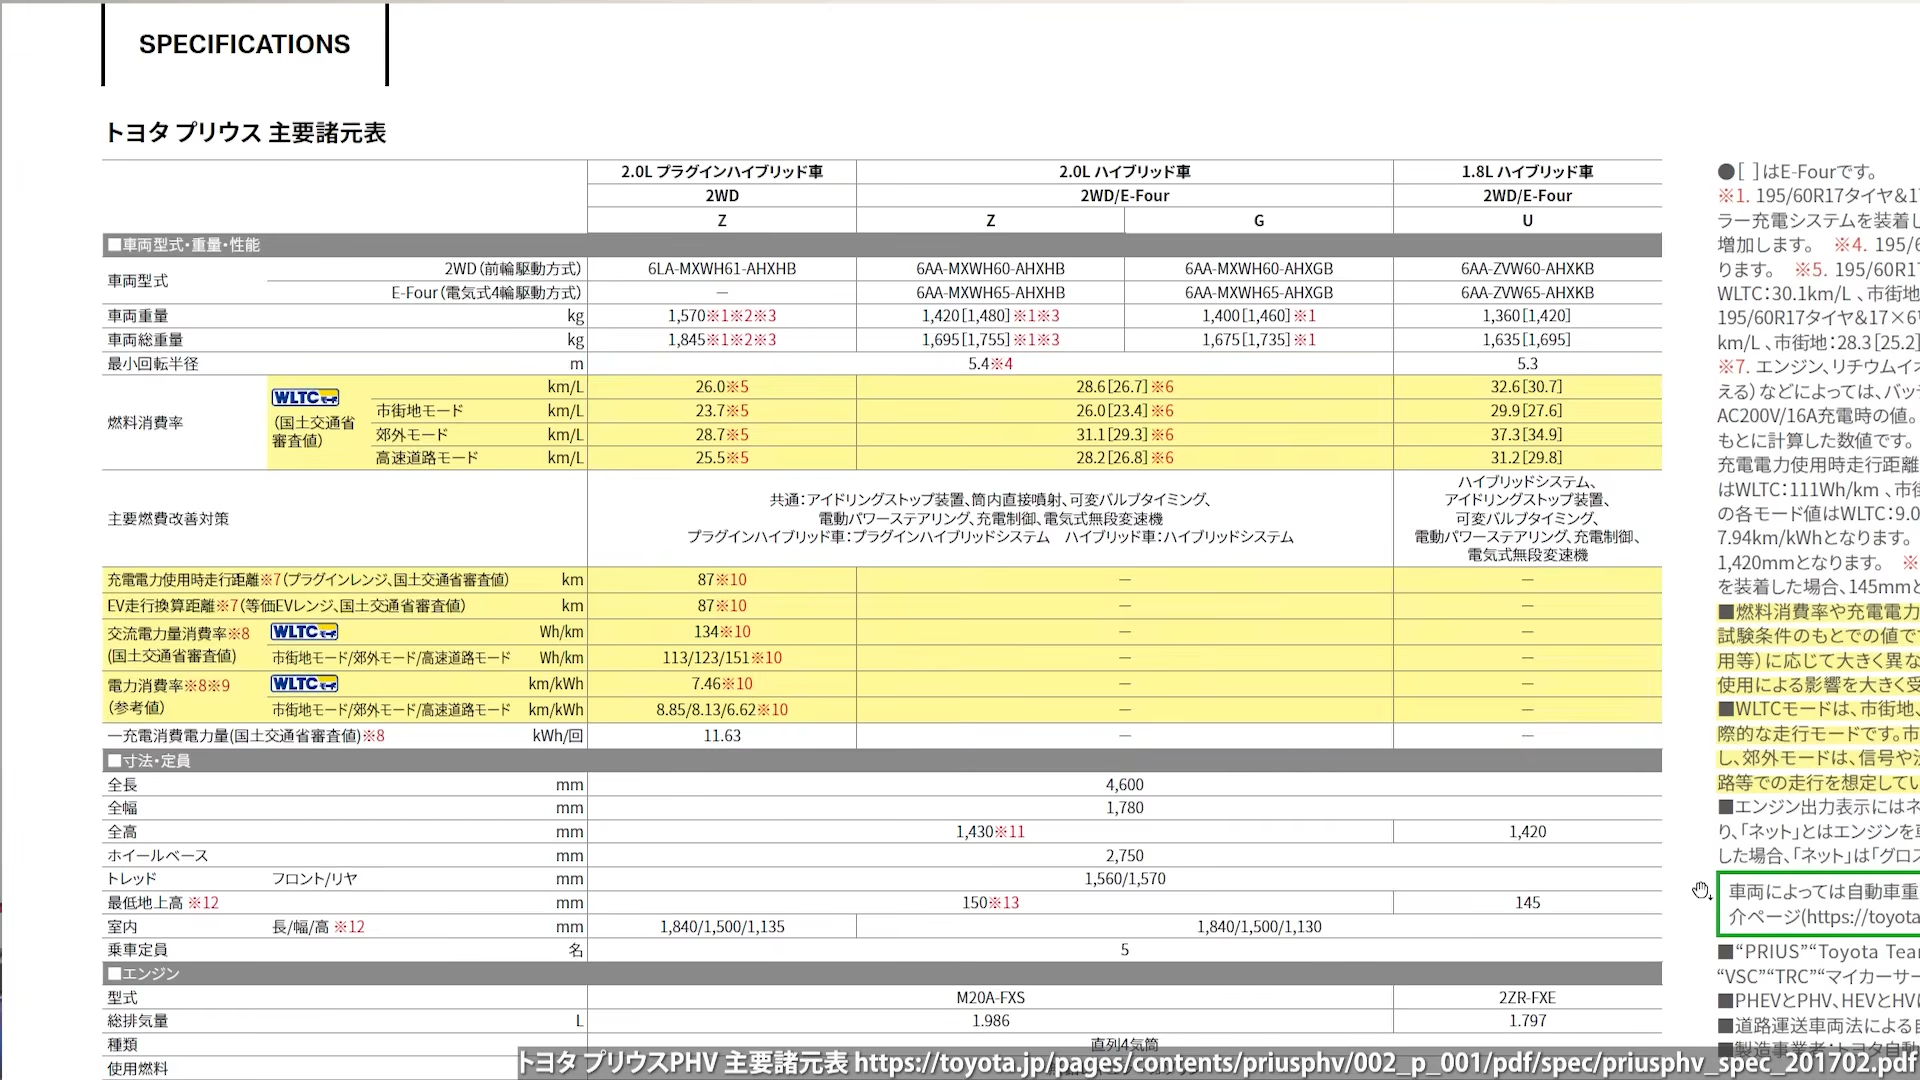 SPECIFICATIONS
トヨタ プリウス 主要諸元表
2.0L プラグインハイブリッド車 2.0L ハイブリッド車 1.8L ハイブリッド車
2WD 2WD/E-Four 2WD/E-Four
Z Z G U
■車両型式・重量・性能
車両型式 2WD（前輪駆動方式） 6LA-MXWH61-AHXHB 6AA-MXWH60-AHXHB 6AA-MXWH60-AHXGB 6AA-ZVW60-AHXKB
E-Four（電気式4輪駆動方式） — 6AA-MXWH65-AHXHB 6AA-MXWH65-AHXGB 6AA-ZVW65-AHXKB
車両重量 kg 1,570※1※2※3 1,420[1,480]※1※3 1,400[1,460]※1 1,360[1,420]
車両総重量 kg 1,845※1※2※3 1,695[1,755]※1※3 1,675[1,735]※1 1,635[1,695]
最小回転半径 m 5.4※4 5.3
燃料消費率 WLTC （国土交通省審査値） km/L 26.0※5 28.6[26.7]※6 32.6[30.7]
市街地モード km/L 23.7※5 26.0[23.4]※6 29.9[27.6]
郊外モード km/L 28.7※5 31.1[29.3]※6 37.3[34.9]
高速道路モード km/L 25.5※5 28.2[26.8]※6 31.2[29.8]
主要燃費改善対策
共通：アイドリングストップ装置、筒内直接噴射、可変バルブタイミング、
電動パワーステアリング、充電制御、電気式無段変速機
プラグインハイブリッド車：プラグインハイブリッドシステム ハイブリッド車：ハイブリッドシステム
ハイブリッドシステム、
アイドリングストップ装置、
可変バルブタイミング、
電動パワーステアリング、充電制御、
電気式無段変速機
充電電力使用時走行距離※7（プラグインレンジ、国土交通省審査値） km 87※10 — —
EV走行換算距離※7（等価EVレンジ、国土交通省審査値） km 87※10 — —
交流電力量消費率※8 WLTC Wh/km 134※10 — —
(国土交通省審査値) 市街地モード/郊外モード/高速道路モード Wh/km 113/123/151※10 — —
電力消費率※8※9 WLTC km/kWh 7.46※10 — —
（参考値） 市街地モード/郊外モード/高速道路モード km/kWh 8.85/8.13/6.62※10 — —
一充電消費電力量(国土交通省審査値)※8 kWh/回 11.63 — —
■寸法・定員
全長 mm 4,600
全幅 mm 1,780
全高 mm 1,430※11 1,420
ホイールベース mm 2,750
トレッド フロント/リヤ mm 1,560/1,570
最低地上高 ※12 mm 150※13 145
室内 長/幅/高 ※12 mm 1,840/1,500/1,135 1,840/1,500/1,130
乗車定員 名 5
■エンジン
型式 M20A-FXS 2ZR-FXE
総排気量 L 1.986 1.797
種類 直列4気筒
使用燃料
●[ ]はE-Fourです。
※1. 195/60R17タイヤ&1
ラー充電システムを装着し
増加します。 ※4. 195/6
ります。 ※5. 195/60R1
WLTC：30.1km/L 、市街地
195/60R17タイヤ&17×6
km/L 、市街地：28.3[25.2]
※7. エンジン、リチウムイオ
える）などによっては、バッテ
AC200V/16A充電時の値。
もとに計算した数値です。
充電電力使用時走行距離
はWLTC：111Wh/km 、市街
の各モード値はWLTC：9.0
7.94km/kWhとなります。
1,420mmとなります。 ※
を装着した場合、145mmと
■燃料消費率や充電電力
試験条件のもとでの値です
用等）に応じて大きく異な
使用による影響を大きく受
■WLTCモードは、市街地、
際的な走行モードです。市
し、郊外モードは、信号や
路等での走行を想定してい
■エンジン出力表示にはネ
り、「ネット」とはエンジンを
した場合、「ネット」は「グロス
車両によっては自動車重
介ページ(https://toyota
■“PRIUS”“Toyota Tea
“VSC”“TRC”“マイカーサー
■PHEVとPHV、HEVとHV
■道路運送車両法による
■製造事業者：トヨタ自動
トヨタ プリウスPHV 主要諸元表 https://toyota.jp/pages/contents/priusphv/002_p_001/pdf/spec/priusphv_spec_201702.pdf